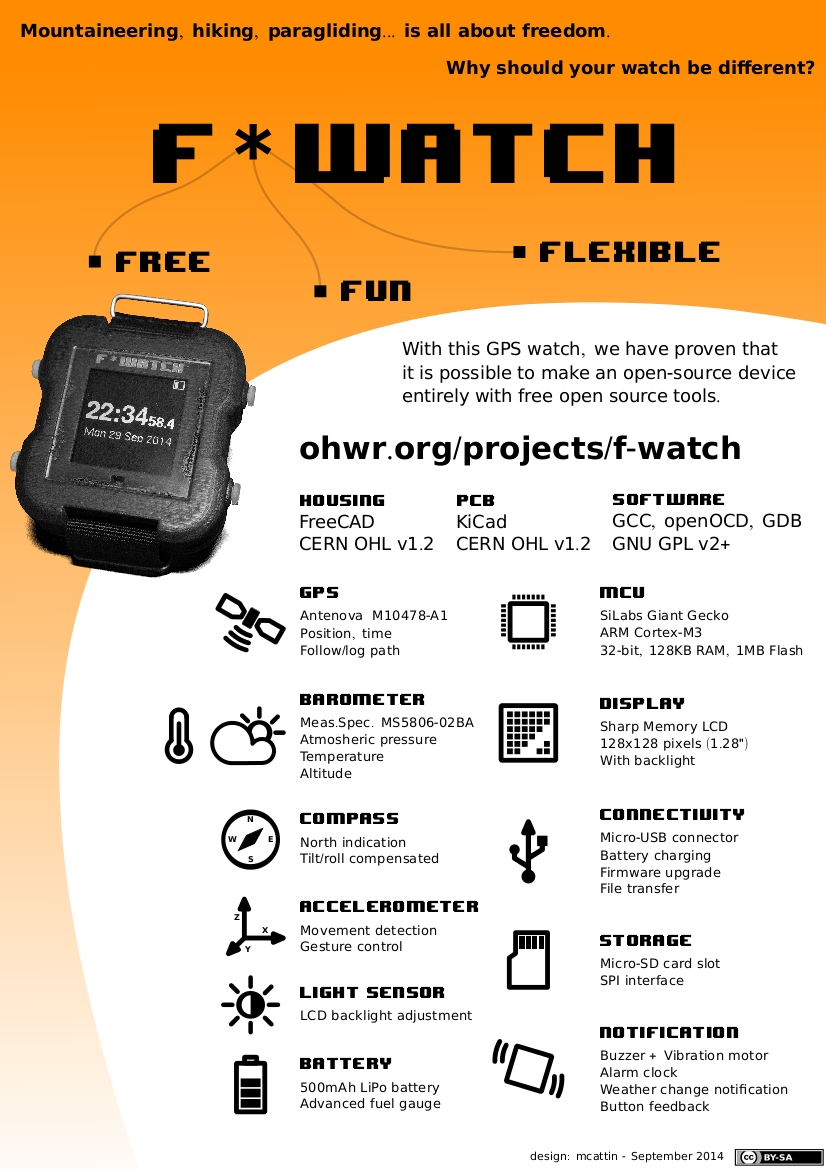 Mountaineering, hiking, paragliding... is all about freedom.
Why should your watch be different?
F*WATCH
FREE
FLEXIBLE
FUN
F*WATCH
22:34 58.4
Mon 29 Sep 2014
With this GPS watch, we have proven that
it is possible to make an open-source device
entirely with free open source tools.
ohwr.org/projects/f-watch
HOUSING
FreeCAD
CERN OHL v1.2
PCB
KiCad
CERN OHL v1.2
SOFTWARE
GCC, openOCD, GDB
GNU GPL v2+
GPS
Antenova M10478-A1
Position, time
Follow/log path
MCU
SiLabs Giant Gecko
ARM Cortex-M3
32-bit, 128KB RAM, 1MB Flash
BAROMETER
Meas.Spec. MS5806-02BA
Atmosheric pressure
Temperature
Altitude
DISPLAY
Sharp Memory LCD
128x128 pixels (1.28")
With backlight
N
W E
S
COMPASS
North indication
Tilt/roll compensated
CONNECTIVITY
Micro-USB connector
Battery charging
Firmware upgrade
File transfer
Z
X
Y
ACCELEROMETER
Movement detection
Gesture control
STORAGE
Micro-SD card slot
SPI interface
LIGHT SENSOR
LCD backlight adjustment
NOTIFICATION
Buzzer + Vibration motor
Alarm clock
Weather change notification
Button feedback
BATTERY
500mAh LiPo battery
Advanced fuel gauge
design: mcattin - September 2014
cc BY-SA